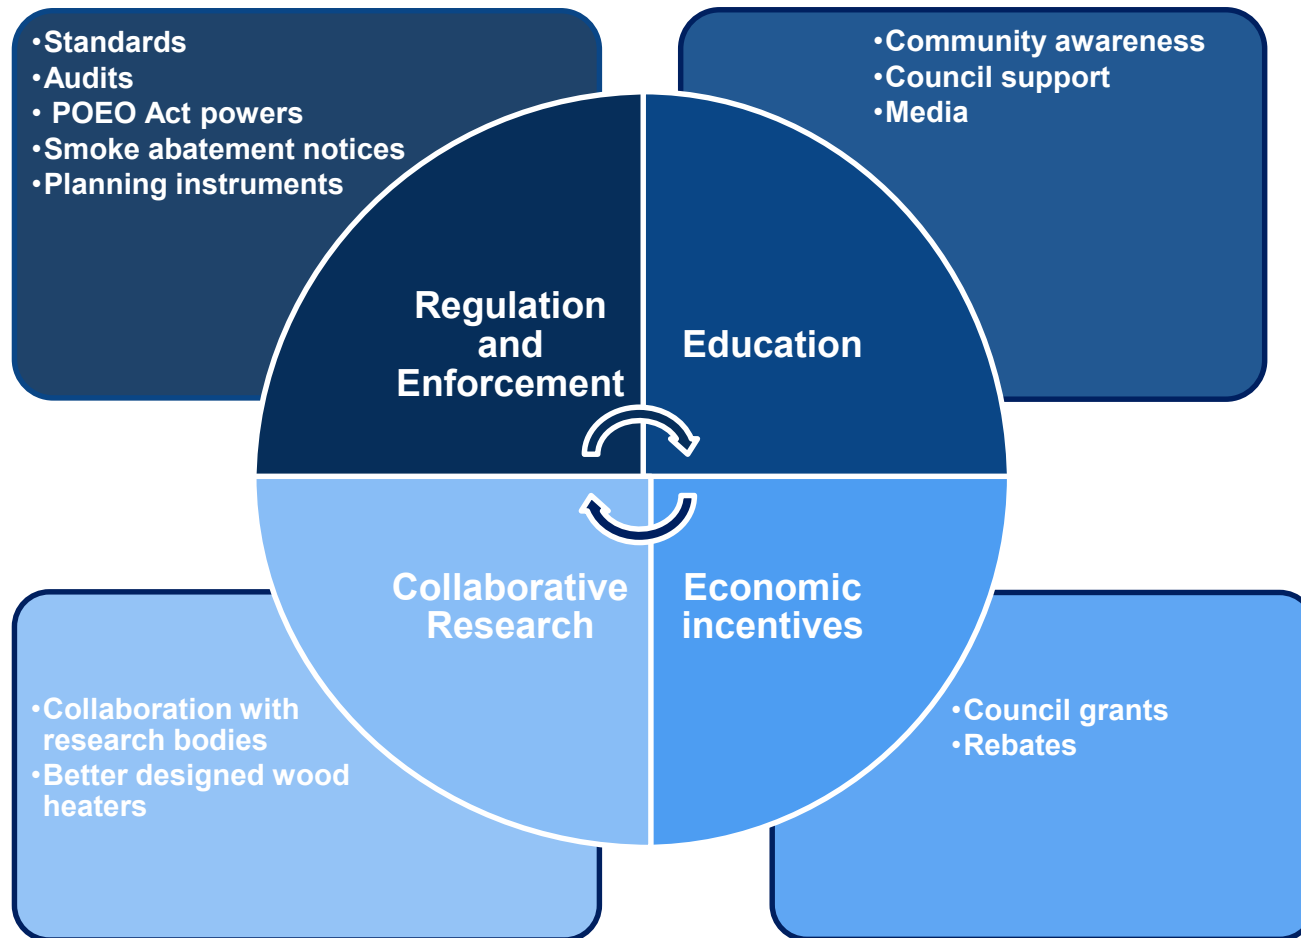 •Standards
•Audits
• POEO Act powers
•Smoke abatement notices
•Planning instruments
•Community awareness
•Council support
•Media
Regulation
and
Enforcement
Education
Collaborative
Research
Economic
incentives
•Collaboration with
research bodies
•Better designed wood
heaters
•Council grants
•Rebates